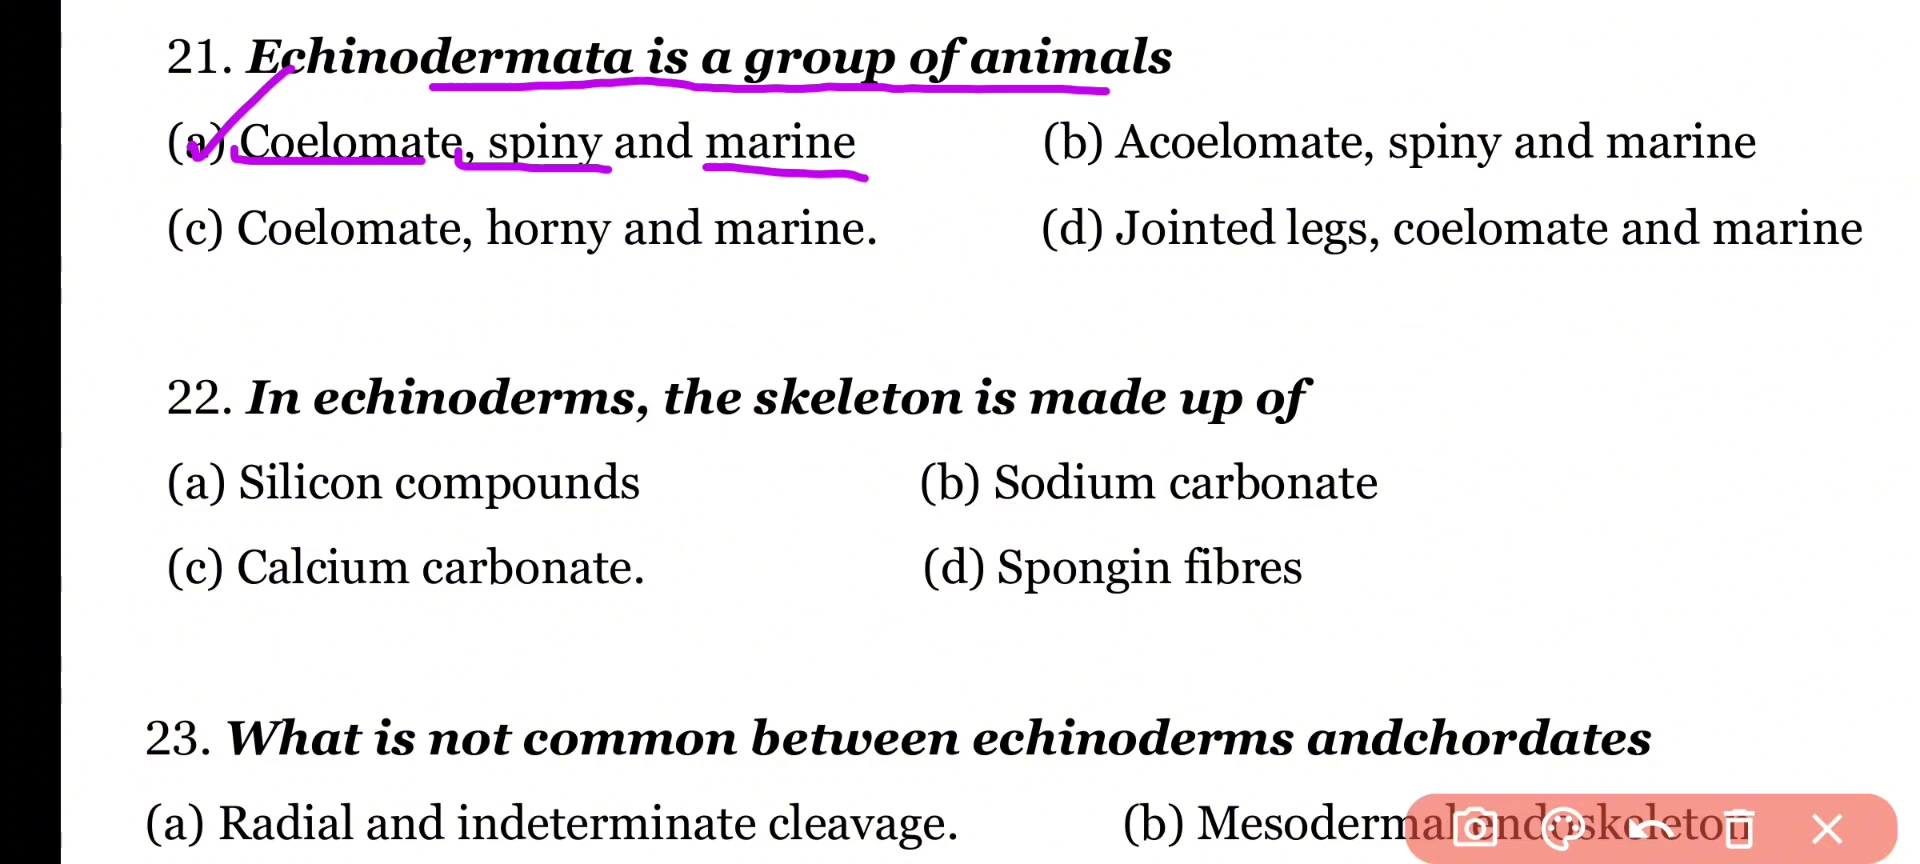 21. Echinodermata is a group of animals
(a) Coelomate, spiny and marine (b) Acoelomate, spiny and marine
(c) Coelomate, horny and marine. (d) Jointed legs, coelomate and marine
22. In echinoderms, the skeleton is made up of
(a) Silicon compounds (b) Sodium carbonate
(c) Calcium carbonate. (d) Spongin fibres
23. What is not common between echinoderms andchordates
(a) Radial and indeterminate cleavage. (b) Mesodermal endoskeleton